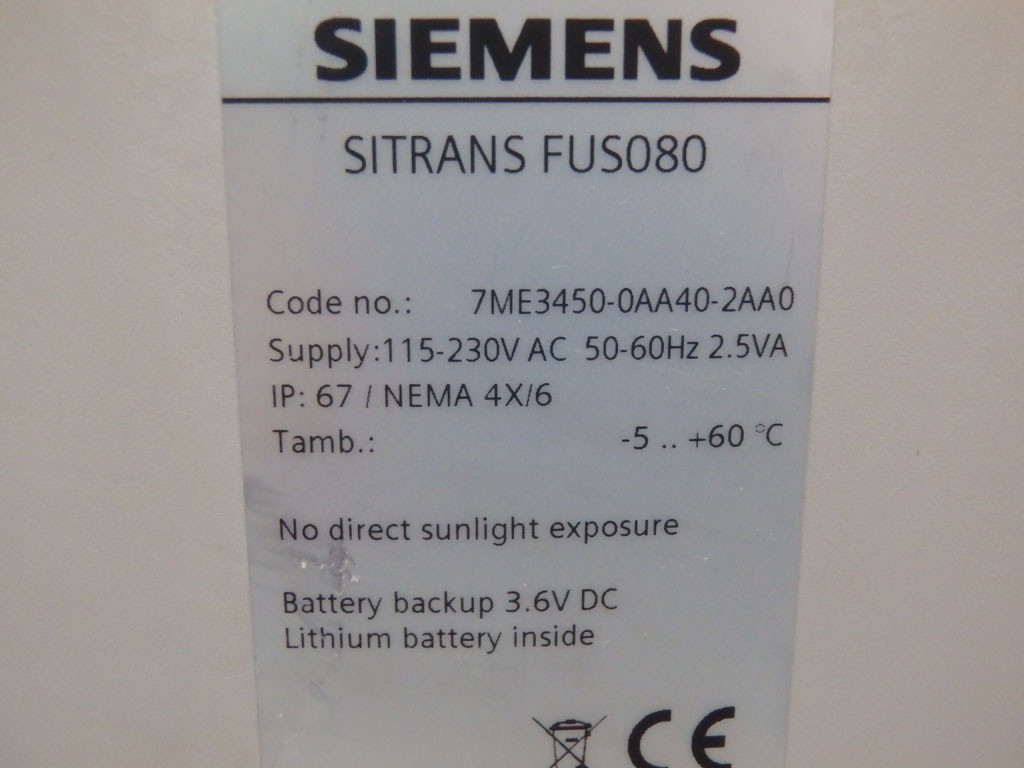 SIEMENS
SITRANS FUS080
Code no.: 7ME3450-0AA40-2AA0
Supply:115-230V AC 50-60Hz 2.5VA
IP: 67 / NEMA 4X/6
Tamb.: -5 .. +60 °C
No direct sunlight exposure
Battery backup 3.6V DC
Lithium battery inside
CE